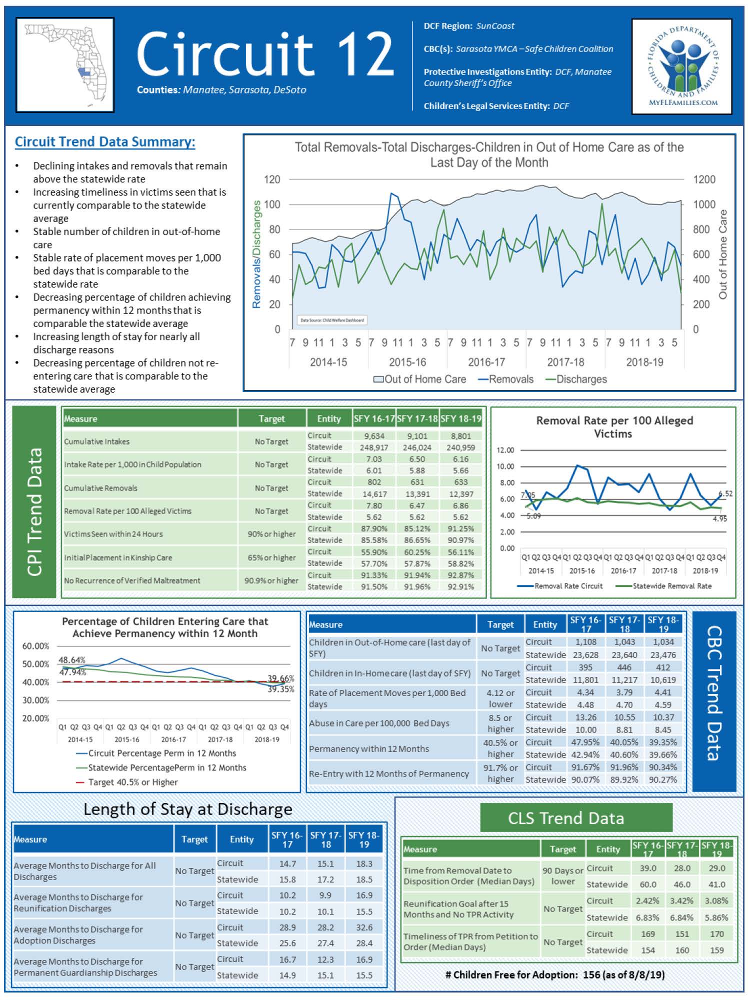 Circuit 12
Counties: Manatee, Sarasota, DeSoto
DCF Region: SunCoast
CBC(s): Sarasota YMCA –Safe Children Coalition
Protective Investigations Entity: DCF, Manatee
County Sheriff's Office
Children's Legal Services Entity: DCF
FLORIDA DEPARTMENT OF
CHILDREN AND FAMILIES
MYFLFAMILIES.COM
Circuit Trend Data Summary:
• Declining intakes and removals that remain
above the statewide rate
• Increasing timeliness in victims seen that is
currently comparable to the statewide
average
• Stable number of children in out-of-home
care
• Stable rate of placement moves per 1,000
bed days that is comparable to the
statewide rate
• Decreasing percentage of children achieving
permanency within 12 months that is
comparable the statewide average
• Increasing length of stay for nearly all
discharge reasons
• Decreasing percentage of children not re-
entering care that is comparable to the
statewide average
Total Removals-Total Discharges-Children in Out of Home Care as of the
Last Day of the Month
Removals/Discharges
120
100
80
60
40
20
0
1200
1000
800
600
400
200
0
Out of Home Care
Data Source: Child Welfare Dashboard
7 9 11 1 3 5 7 9 11 1 3 5 7 9 11 1 3 5 7 9 11 1 3 5 7 9 11 1 3 5
2014-15 2015-16 2016-17 2017-18 2018-19
Out of Home Care Removals Discharges
CPI Trend Data
Measure Target Entity SFY 16-17 SFY 17-18 SFY 18-19
Cumulative Intakes No Target Circuit 9,634 9,101 8,801
Statewide 248,917 246,024 240,959
Intake Rate per 1,000 in Child Population No Target Circuit 7.03 6.50 6.16
Statewide 6.01 5.88 5.66
Cumulative Removals No Target Circuit 802 631 633
Statewide 14,617 13,391 12,397
Removal Rate per 100 Alleged Victims No Target Circuit 7.80 6.47 6.86
Statewide 5.62 5.62 5.62
Victims Seen within 24 Hours 90% or higher Circuit 87.90% 85.12% 91.25%
Statewide 85.58% 86.65% 90.97%
Initial Placement in Kinship Care 65% or higher Circuit 55.90% 60.25% 56.11%
Statewide 57.70% 57.87% 58.82%
No Recurrence of Verified Maltreatment 90.9% or higher Circuit 91.33% 91.94% 92.87%
Statewide 91.50% 91.96% 92.91%
Removal Rate per 100 Alleged
Victims
12.00
10.00
8.00
6.00
4.00
2.00
0.00
7.05
5.09
6.52
4.95
Q1 Q2 Q3 Q4 Q1 Q2 Q3 Q4 Q1 Q2 Q3 Q4 Q1 Q2 Q3 Q4 Q1 Q2 Q3 Q4
2014-15 2015-16 2016-17 2017-18 2018-19
Removal Rate Circuit Statewide Removal Rate
Percentage of Children Entering Care that
Achieve Permanency within 12 Month
60.00%
50.00%
40.00%
30.00%
20.00%
48.64%
47.94%
39.66%
39.35%
Q1 Q2 Q3 Q4 Q1 Q2 Q3 Q4 Q1 Q2 Q3 Q4 Q1 Q2 Q3 Q4 Q1 Q2 Q3 Q4
2014-15 2015-16 2016-17 2017-18 2018-19
Circuit Percentage Perm in 12 Months
Statewide PercentagePerm in 12 Months
Target 40.5% or Higher
Measure Target Entity SFY 16-17 SFY 17-18 SFY 18-19
Children in Out-of-Home care (last day of
SFY) No Target Circuit 1,108 1,043 1,034
Statewide 23,628 23,640 23,476
Children in In-Home care (last day of SFY) No Target Circuit 395 446 412
Statewide 11,801 11,217 10,619
Rate of Placement Moves per 1,000 Bed
days 4.12 or lower Circuit 4.34 3.79 4.41
Statewide 4.48 4.70 4.59
Abuse in Care per 100,000 Bed Days 8.5 or higher Circuit 13.26 10.55 10.37
Statewide 10.00 8.81 8.45
Permanency within 12 Months 40.5% or higher Circuit 47.95% 40.05% 39.35%
Statewide 42.94% 40.60% 39.66%
Re-Entry with 12 Months of Permanency 91.7% or higher Circuit 91.67% 91.96% 90.34%
Statewide 90.07% 89.92% 90.27%
CBC Trend Data
Length of Stay at Discharge
Measure Target Entity SFY 16-17 SFY 17-18 SFY 18-19
Average Months to Discharge for All
Discharges No Target Circuit 14.7 15.1 18.3
Statewide 15.8 17.2 18.5
Average Months to Discharge for
Reunification Discharges No Target Circuit 10.2 9.9 16.9
Statewide 10.2 10.1 15.5
Average Months to Discharge for
Adoption Discharges No Target Circuit 28.9 28.2 32.6
Statewide 25.6 27.4 28.4
Average Months to Discharge for
Permanent Guardianship Discharges No Target Circuit 16.7 12.3 16.9
Statewide 14.9 15.1 15.5
CLS Trend Data
Measure Target Entity SFY 16-17 SFY 17-18 SFY 18-19
Time from Removal Date to
Disposition Order (Median Days) 90 Days or lower Circuit 39.0 28.0 29.0
Statewide 60.0 46.0 41.0
Reunification Goal after 15
Months and No TPR Activity No Target Circuit 2.42% 3.42% 3.08%
Statewide 6.83% 6.84% 5.86%
Timeliness of TPR from Petition to
Order (Median Days) No Target Circuit 169 151 170
Statewide 154 160 159
# Children Free for Adoption: 156 (as of 8/8/19)